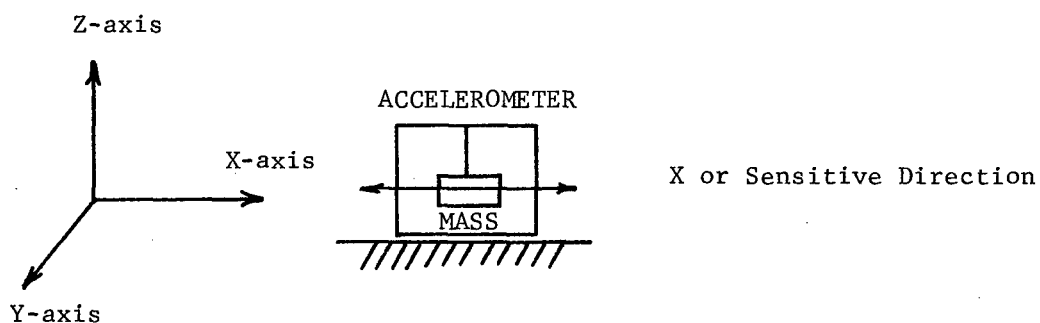 Z-axis
ACCELEROMETER
X-axis
X or Sensitive Direction
MASS
Y-axis